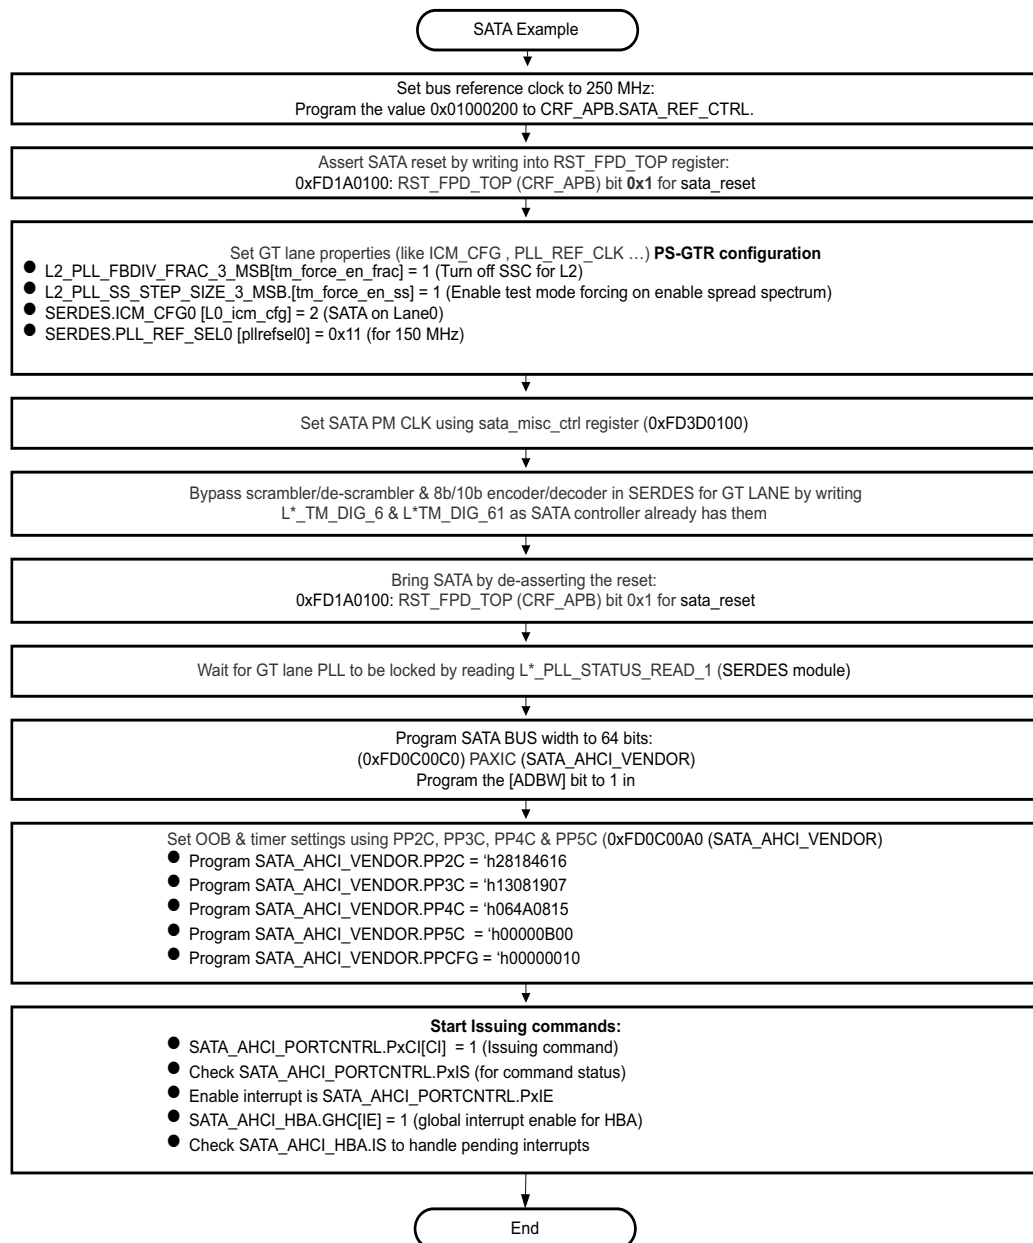 SATA Example
Set bus reference clock to 250 MHz:
Program the value 0x01000200 to CRF_APB.SATA_REF_CTRL.
Assert SATA reset by writing into RST_FPD_TOP register:
0xFD1A0100: RST_FPD_TOP (CRF_APB) bit 0x1 for sata_reset
Set GT lane properties (like ICM_CFG , PLL_REF_CLK ...) PS-GTR configuration
● L2_PLL_FBDIV_FRAC_3_MSB[tm_force_en_frac] = 1 (Turn off SSC for L2)
● L2_PLL_SS_STEP_SIZE_3_MSB.[tm_force_en_ss] = 1 (Enable test mode forcing on enable spread spectrum)
● SERDES.ICM_CFG0 [L0_icm_cfg] = 2 (SATA on Lane0)
● SERDES.PLL_REF_SEL0 [pllrefsel0] = 0x11 (for 150 MHz)
Set SATA PM CLK using sata_misc_ctrl register (0xFD3D0100)
Bypass scrambler/de-scrambler & 8b/10b encoder/decoder in SERDES for GT LANE by writing
L*_TM_DIG_6 & L*TM_DIG_61 as SATA controller already has them
Bring SATA by de-asserting the reset:
0xFD1A0100: RST_FPD_TOP (CRF_APB) bit 0x1 for sata_reset
Wait for GT lane PLL to be locked by reading L*_PLL_STATUS_READ_1 (SERDES module)
Program SATA BUS width to 64 bits:
(0xFD0C00C0) PAXIC (SATA_AHCI_VENDOR)
Program the [ADBW] bit to 1 in
Set OOB & timer settings using PP2C, PP3C, PP4C & PP5C (0xFD0C00A0 (SATA_AHCI_VENDOR)
● Program SATA_AHCI_VENDOR.PP2C = ‘h28184616
● Program SATA_AHCI_VENDOR.PP3C = ‘h13081907
● Program SATA_AHCI_VENDOR.PP4C = ‘h064A0815
● Program SATA_AHCI_VENDOR.PP5C = ‘h00000B00
● Program SATA_AHCI_VENDOR.PPCFG = ‘h00000010
Start Issuing commands:
● SATA_AHCI_PORTCNTRL.PxCI[CI] = 1 (Issuing command)
● Check SATA_AHCI_PORTCNTRL.PxIS (for command status)
● Enable interrupt is SATA_AHCI_PORTCNTRL.PxIE
● SATA_AHCI_HBA.GHC[IE] = 1 (global interrupt enable for HBA)
● Check SATA_AHCI_HBA.IS to handle pending interrupts
End